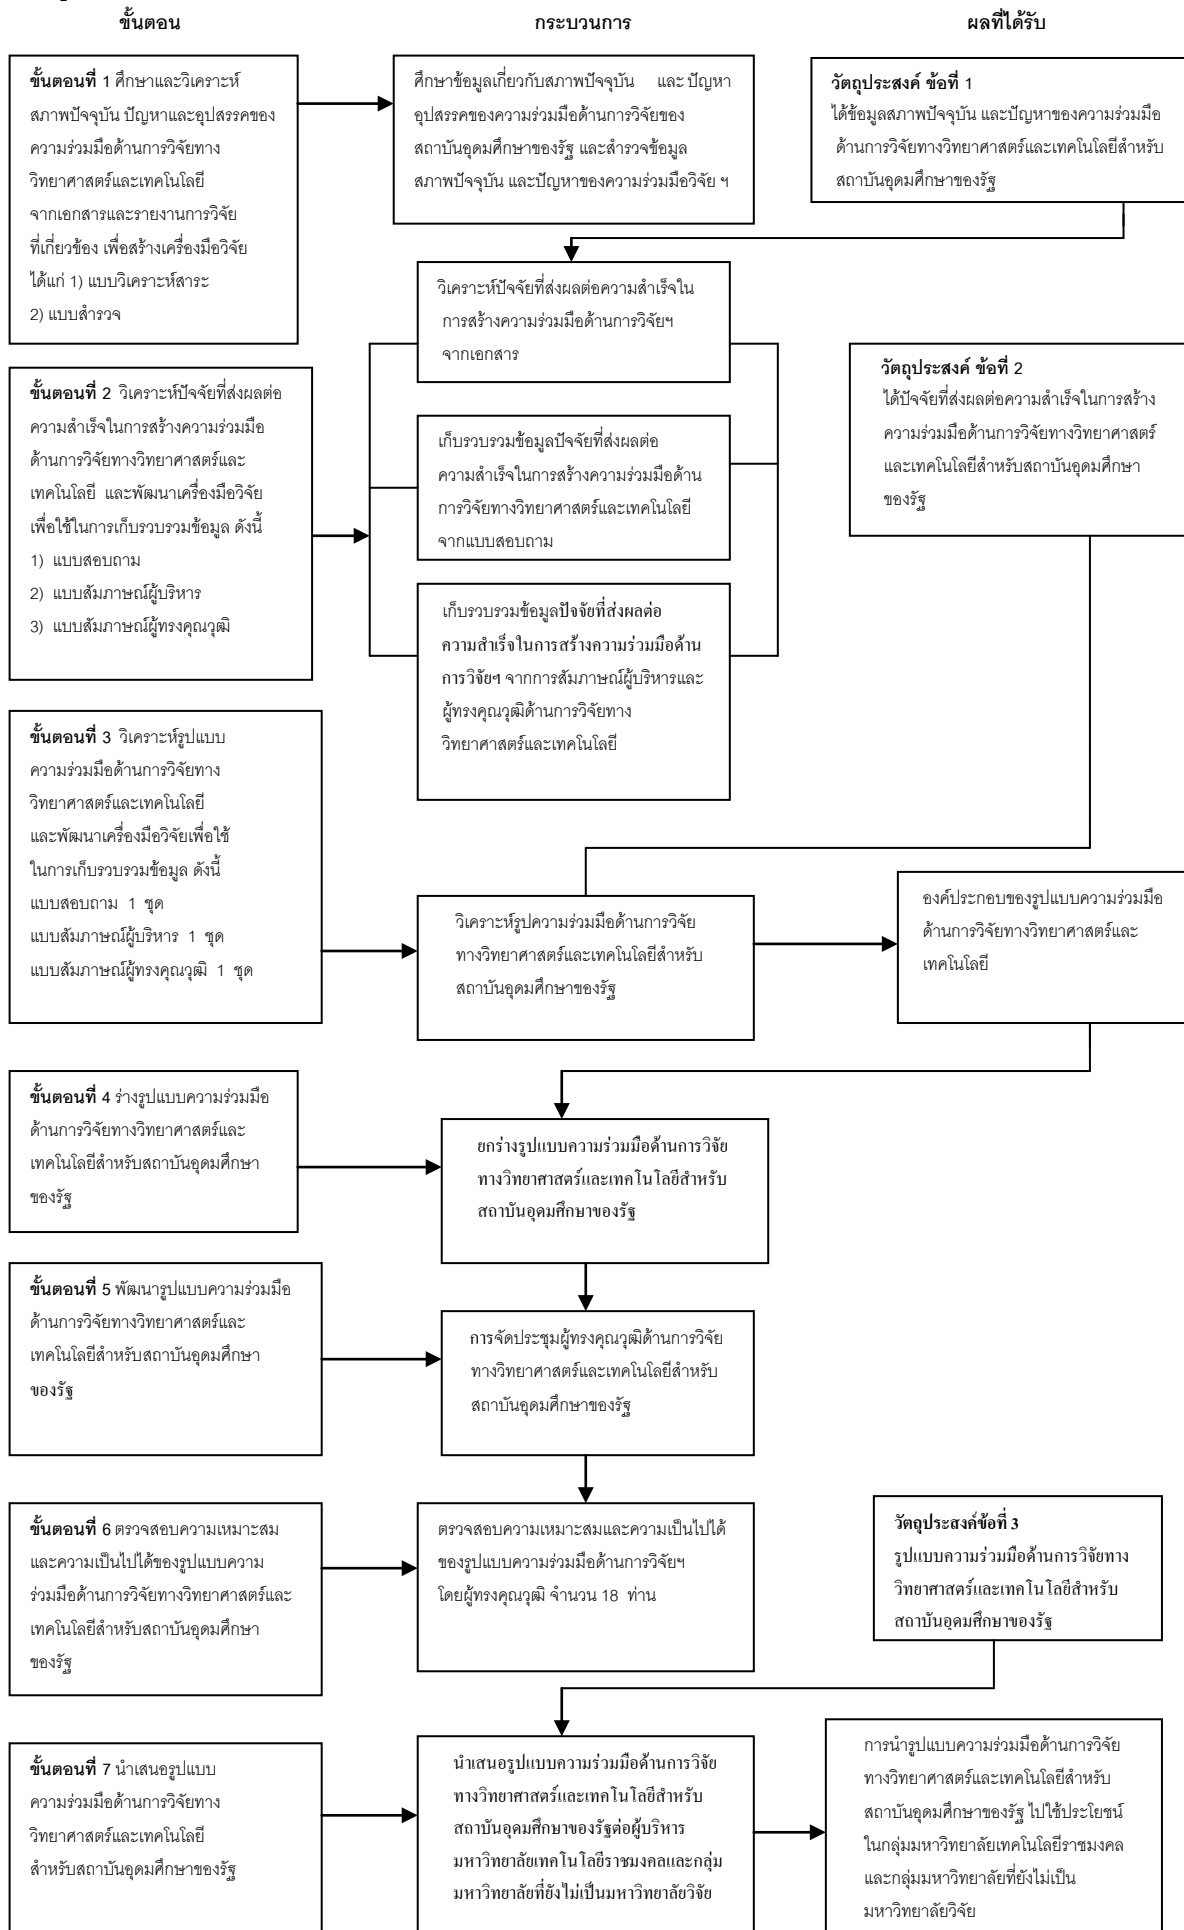 ขั้นตอน
กระบวนการ
ผลที่ได้รับ
ขั้นตอนที่ 1 ศึกษาและวิเคราะห์
สภาพปัจจุบัน ปัญหาและอุปสรรคของ
ความร่วมมือด้านการวิจัยทาง
วิทยาศาสตร์และเทคโนโลยี
จากเอกสารและรายงานการวิจัย
ที่เกี่ยวข้อง เพื่อสร้างเครื่องมือวิจัย
ได้แก่ 1) แบบวิเคราะห์สาระ
2) แบบสำรวจ
ศึกษาข้อมูลเกี่ยวกับสภาพปัจจุบัน และ ปัญหา
อุปสรรคของความร่วมมือด้านการวิจัยของ
สถาบันอุดมศึกษาของรัฐ และสำรวจข้อมูล
สภาพปัจจุบัน และปัญหาของความร่วมมือวิจัย ฯ
วัตถุประสงค์ ข้อที่ 1
ได้ข้อมูลสภาพปัจจุบัน และปัญหาของความร่วมมือ
ด้านการวิจัยทางวิทยาศาสตร์และเทคโนโลยีสำหรับ
สถาบันอุดมศึกษาของรัฐ
วิเคราะห์ปัจจัยที่ส่งผลต่อความสำเร็จใน
การสร้างความร่วมมือด้านการวิจัยฯ
จากเอกสาร
ขั้นตอนที่ 2 วิเคราะห์ปัจจัยที่ส่งผลต่อ
ความสำเร็จในการสร้างความร่วมมือ
ด้านการวิจัยทางวิทยาศาสตร์และ
เทคโนโลยี และพัฒนาเครื่องมือวิจัย
เพื่อใช้ในการเก็บรวบรวมข้อมูล ดังนี้
1) แบบสอบถาม
2) แบบสัมภาษณ์ผู้บริหาร
3) แบบสัมภาษณ์ผู้ทรงคุณวุฒิ
เก็บรวบรวมข้อมูลปัจจัยที่ส่งผลต่อ
ความสำเร็จในการสร้างความร่วมมือด้าน
การวิจัยทางวิทยาศาสตร์และเทคโนโลยี
จากแบบสอบถาม
วัตถุประสงค์ ข้อที่ 2
ได้ปัจจัยที่ส่งผลต่อความสำเร็จในการสร้าง
ความร่วมมือด้านการวิจัยทางวิทยาศาสตร์
และเทคโนโลยีสำหรับสถาบันอุดมศึกษา
ของรัฐ
เก็บรวบรวมข้อมูลปัจจัยที่ส่งผลต่อ
ความสำเร็จในการสร้างความร่วมมือด้าน
การวิจัยฯ จากการสัมภาษณ์ผู้บริหารและ
ผู้ทรงคุณวุฒิด้านการวิจัยทาง
วิทยาศาสตร์และเทคโนโลยี
ขั้นตอนที่ 3 วิเคราะห์รูปแบบ
ความร่วมมือด้านการวิจัยทาง
วิทยาศาสตร์และเทคโนโลยี
และพัฒนาเครื่องมือวิจัยเพื่อใช้
ในการเก็บรวบรวมข้อมูล ดังนี้
แบบสอบถาม 1 ชุด
แบบสัมภาษณ์ผู้บริหาร 1 ชุด
แบบสัมภาษณ์ผู้ทรงคุณวุฒิ 1 ชุด
วิเคราะห์รูปความร่วมมือด้านการวิจัย
ทางวิทยาศาสตร์และเทคโนโลยีสำหรับ
สถาบันอุดมศึกษาของรัฐ
องค์ประกอบของรูปแบบความร่วมมือ
ด้านการวิจัยทางวิทยาศาสตร์และ
เทคโนโลยี
ขั้นตอนที่ 4 ร่างรูปแบบความร่วมมือ
ด้านการวิจัยทางวิทยาศาสตร์และ
เทคโนโลยีสำหรับสถาบันอุดมศึกษา
ของรัฐ
ยกร่างรูปแบบความร่วมมือด้านการวิจัย
ทางวิทยาศาสตร์และเทคโนโลยีสำหรับ
สถาบันอุดมศึกษาของรัฐ
ขั้นตอนที่ 5 พัฒนารูปแบบความร่วมมือ
ด้านการวิจัยทางวิทยาศาสตร์และ
เทคโนโลยีสำหรับสถาบันอุดมศึกษา
ของรัฐ
การจัดประชุมผู้ทรงคุณวุฒิด้านการวิจัย
ทางวิทยาศาสตร์และเทคโนโลยีสำหรับ
สถาบันอุดมศึกษาของรัฐ
ขั้นตอนที่ 6 ตรวจสอบความเหมาะสม
และความเป็นไปได้ของรูปแบบความ
ร่วมมือด้านการวิจัยทางวิทยาศาสตร์และ
เทคโนโลยีสำหรับสถาบันอุดมศึกษา
ของรัฐ
ตรวจสอบความเหมาะสมและความเป็นไปได้
ของรูปแบบความร่วมมือด้านการวิจัยฯ
โดยผู้ทรงคุณวุฒิ จำนวน 18 ท่าน
วัตถุประสงค์ข้อที่ 3
รูปแบบความร่วมมือด้านการวิจัยทาง
วิทยาศาสตร์และเทคโนโลยีสำหรับ
สถาบันอุดมศึกษาของรัฐ
ขั้นตอนที่ 7 นำเสนอรูปแบบ
ความร่วมมือด้านการวิจัยทาง
วิทยาศาสตร์และเทคโนโลยี
สำหรับสถาบันอุดมศึกษาของรัฐ
นำเสนอรูปแบบความร่วมมือด้านการวิจัย
ทางวิทยาศาสตร์และเทคโนโลยีสำหรับ
สถาบันอุดมศึกษาของรัฐต่อผู้บริหาร
มหาวิทยาลัยเทคโนโลยีราชมงคลและกลุ่ม
มหาวิทยาลัยที่ยังไม่เป็นมหาวิทยาลัยวิจัย
การนำรูปแบบความร่วมมือด้านการวิจัย
ทางวิทยาศาสตร์และเทคโนโลยีสำหรับ
สถาบันอุดมศึกษาของรัฐ ไปใช้ประโยชน์
ในกลุ่มมหาวิทยาลัยเทคโนโลยีราชมงคล
และกลุ่มมหาวิทยาลัยที่ยังไม่เป็น
มหาวิทยาลัยวิจัย